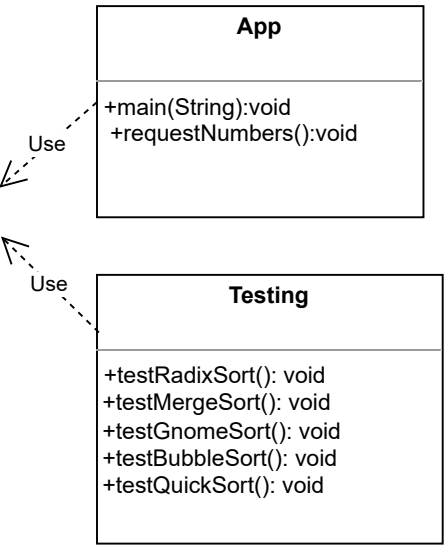 App
+main(String):void
+requestNumbers():void
Use
Use
Testing
+testRadixSort(): void
+testMergeSort(): void
+testGnomeSort(): void
+testBubbleSort(): void
+testQuickSort(): void